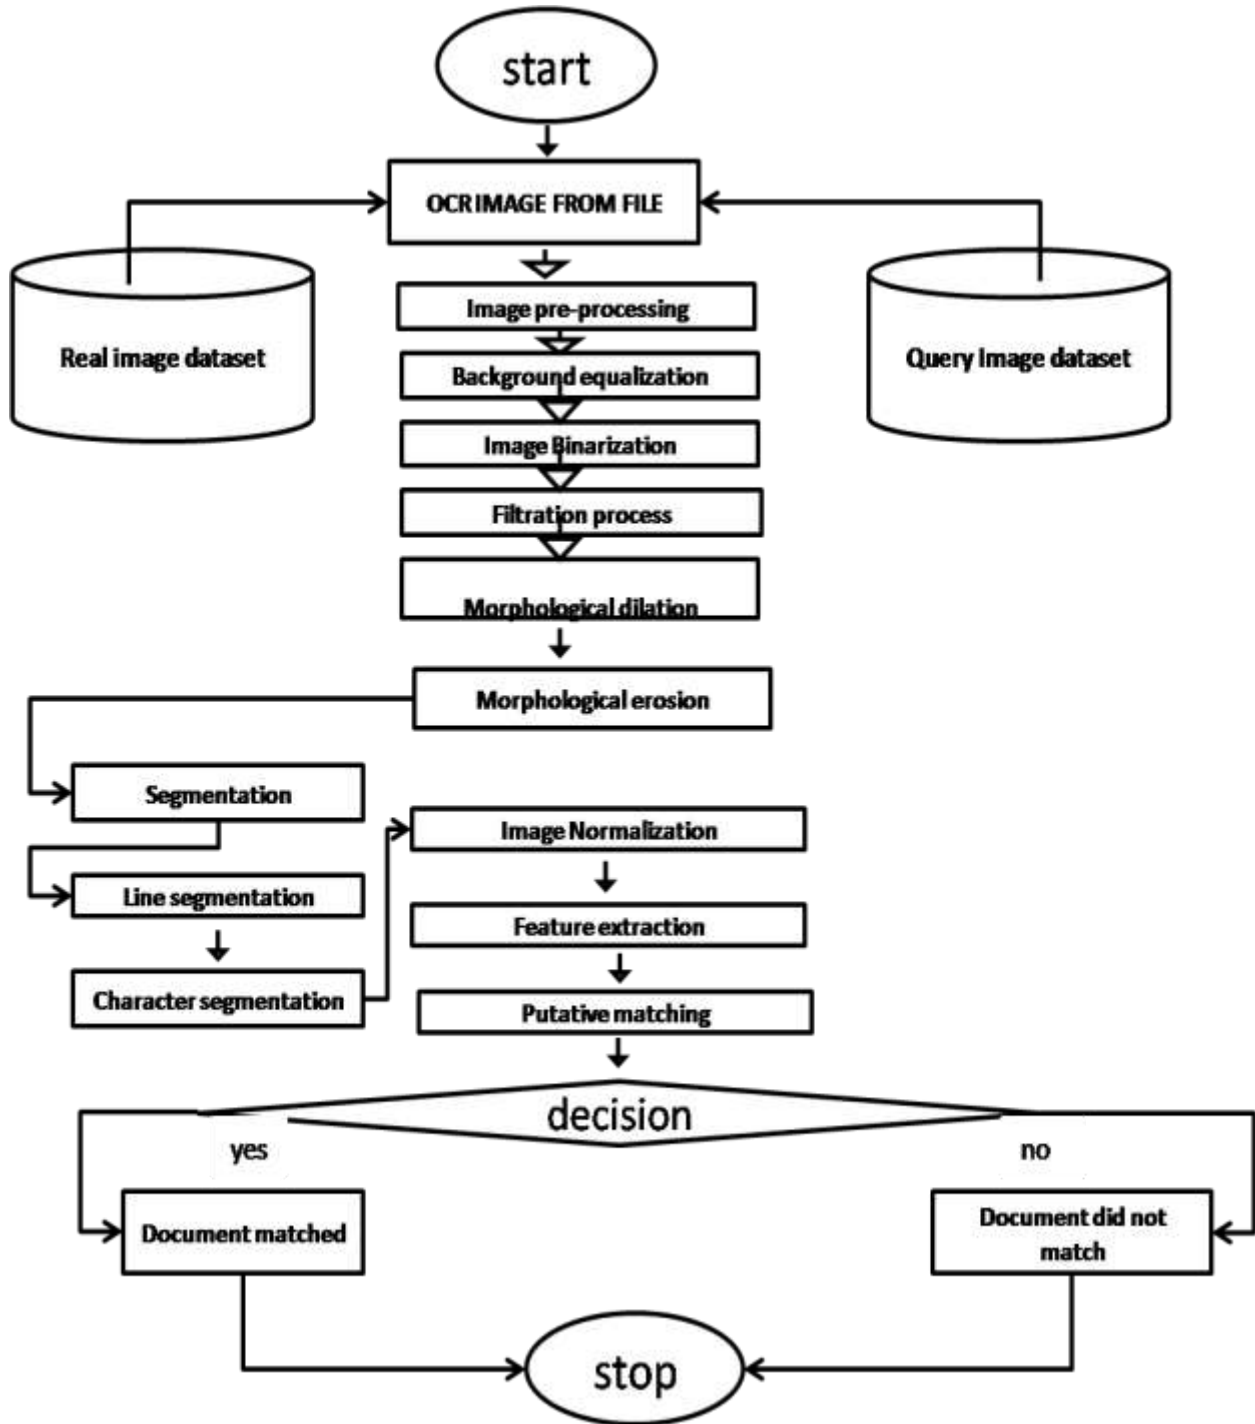 start
OCR IMAGE FROM FILE
Real image dataset
Query Image dataset
Image pre-processing
Background equalization
Image Binarization
Filtration process
Morphological dilation
Morphological erosion
Segmentation
Line segmentation
Character segmentation
Image Normalization
Feature extraction
Putative matching
decision
yes
no
Document matched
Document did not
match
stop